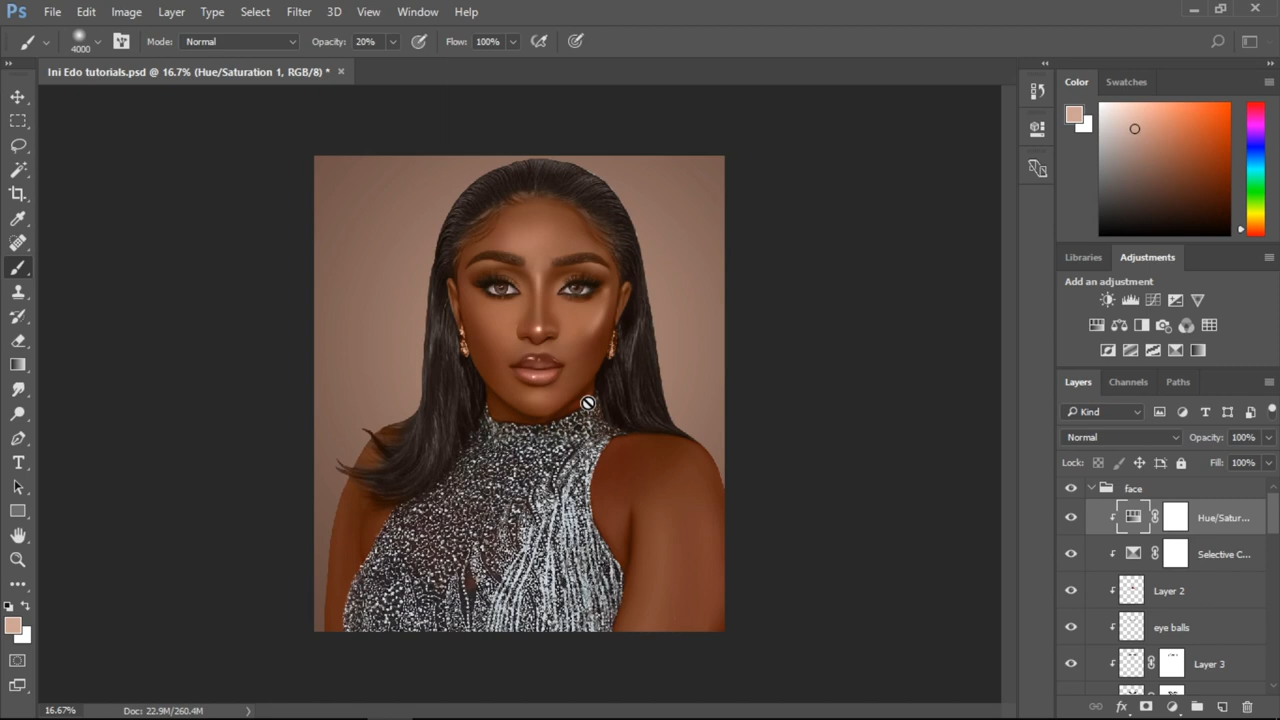 Ps File Edit Image Layer Type Select Filter 3D View Window Help
4000 Mode: Normal Opacity: 20% Flow: 100%
Ini Edo tutorials.psd @ 16.7% (Hue/Saturation 1, RGB/8) *
Color Swatches
Libraries Adjustments
Add an adjustment
Layers Channels Paths
Kind
Normal Opacity: 100%
Lock: Fill: 100%
face
Hue/Satur...
Selective C...
Layer 2
eye balls
Layer 3
16.67% Doc: 22.9M/260.4M